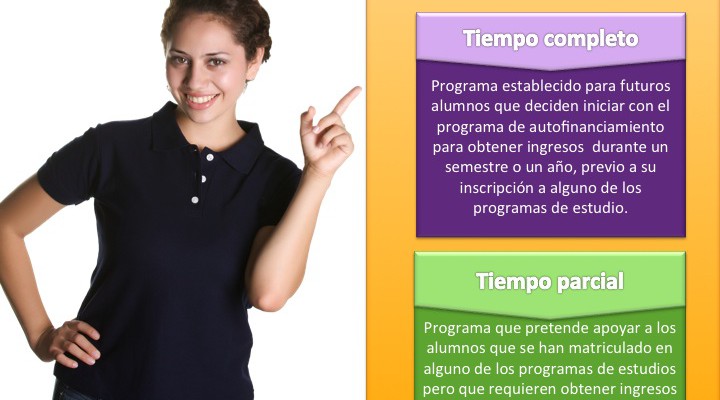 Tiempo completo
Programa establecido para futuros
alumnos que deciden iniciar con el
programa de autofinanciamiento
para obtener ingresos durante un
semestre o un año, previo a su
inscripción a alguno de los
programas de estudio.
Tiempo parcial
Programa que pretende apoyar a los
alumnos que se han matriculado en
alguno de los programas de estudios
pero que requieren obtener ingresos